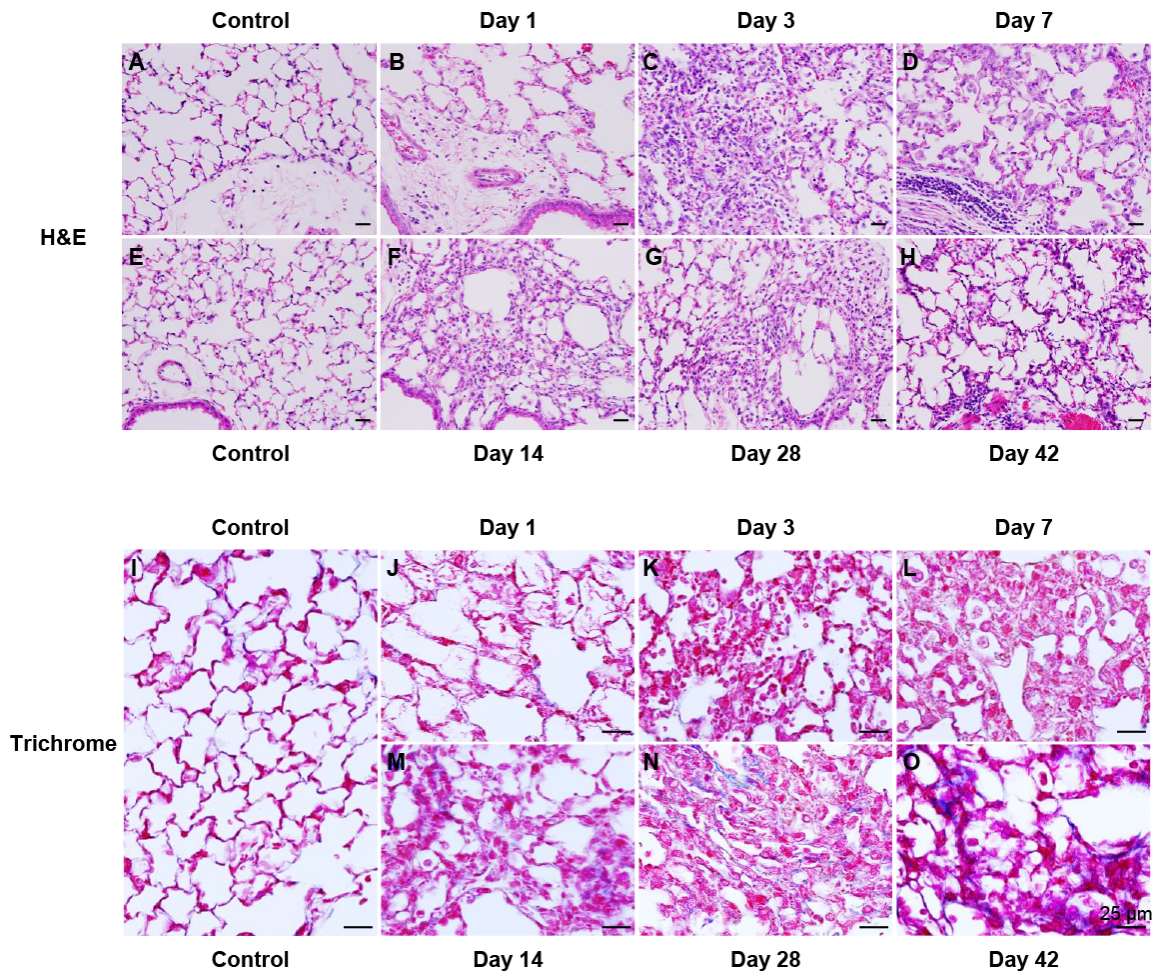 Control Day 1 Day 3 Day 7
A B C D
H&E
E F G H
Control Day 14 Day 28 Day 42
Control Day 1 Day 3 Day 7
I J K L
Trichrome
M N O
25 µm
Control Day 14 Day 28 Day 42